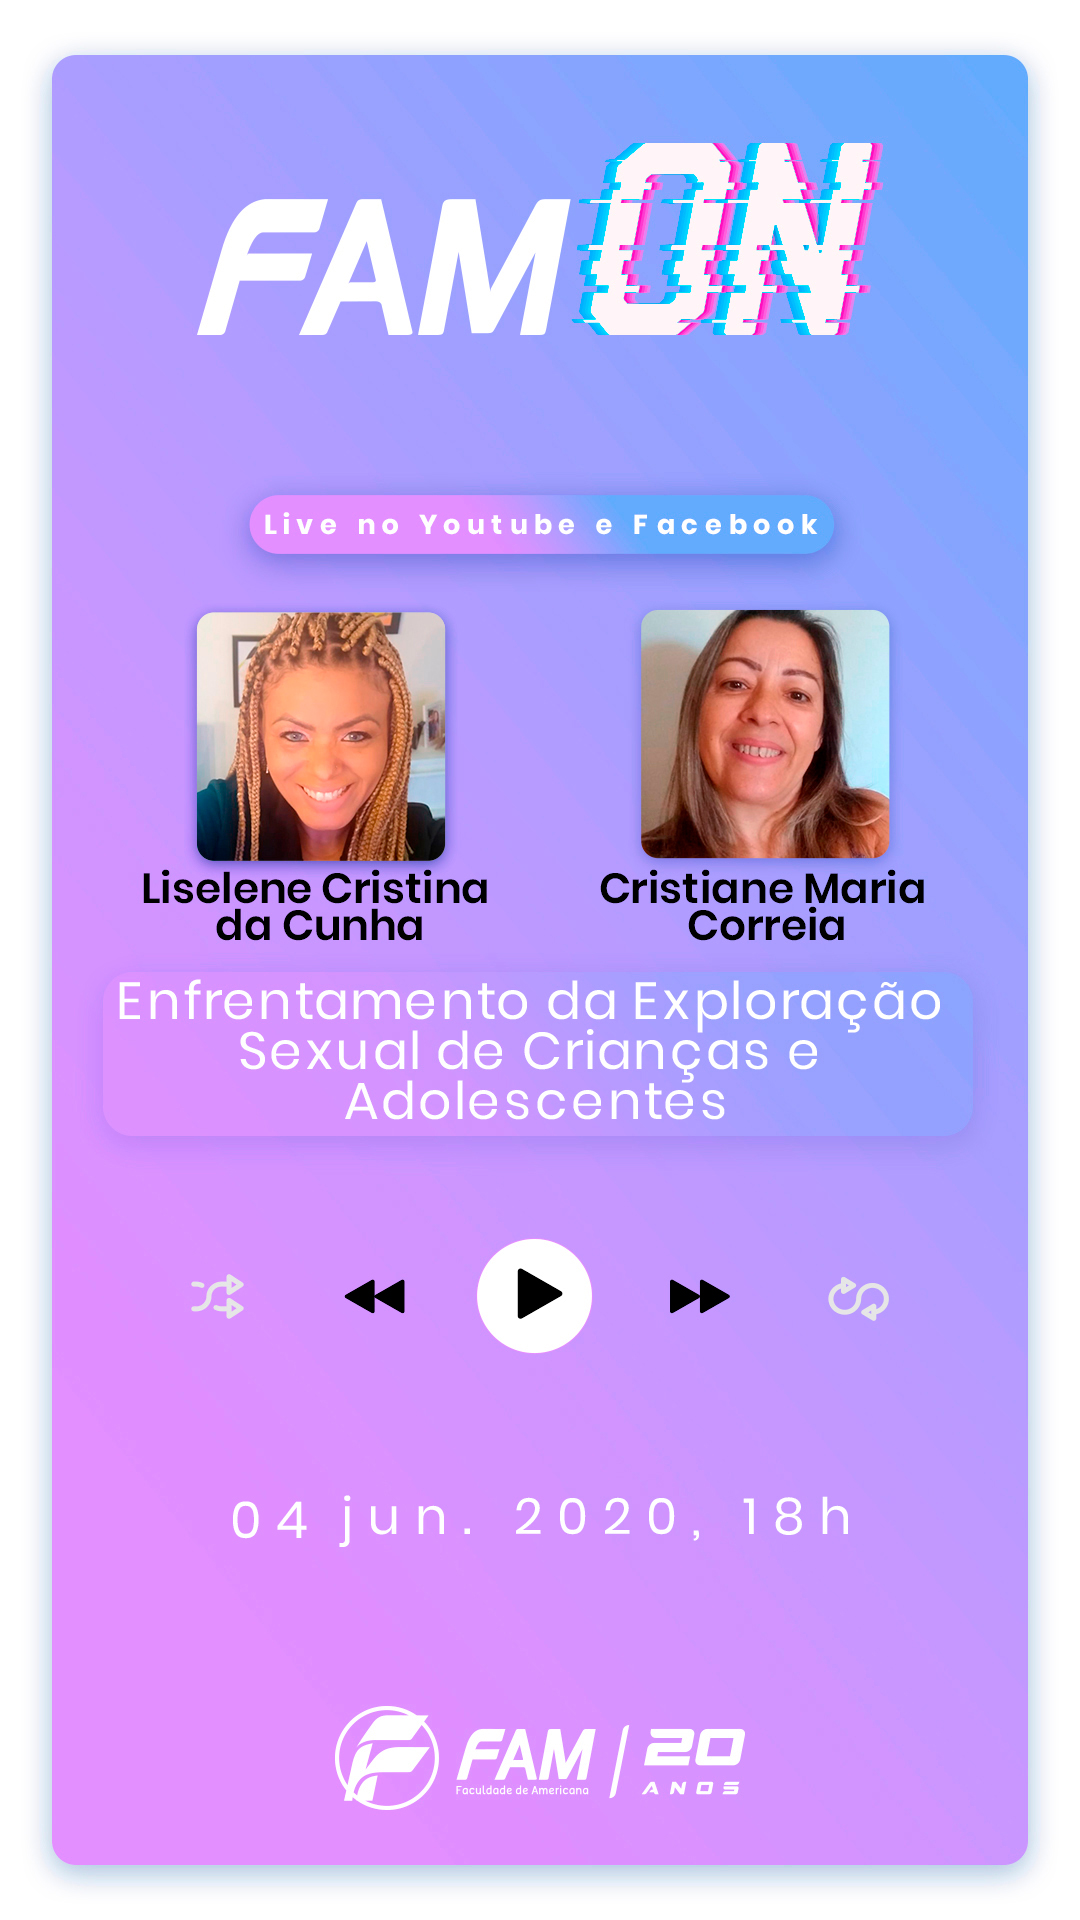 FAM ON
Live no Youtube e Facebook
Liselene Cristina
da Cunha
Cristiane Maria
Correia
Enfrentamento da Exploração
Sexual de Crianças e
Adolescentes
04 jun. 2020, 18h
FAM
Faculdade de Americana
20
ANOS